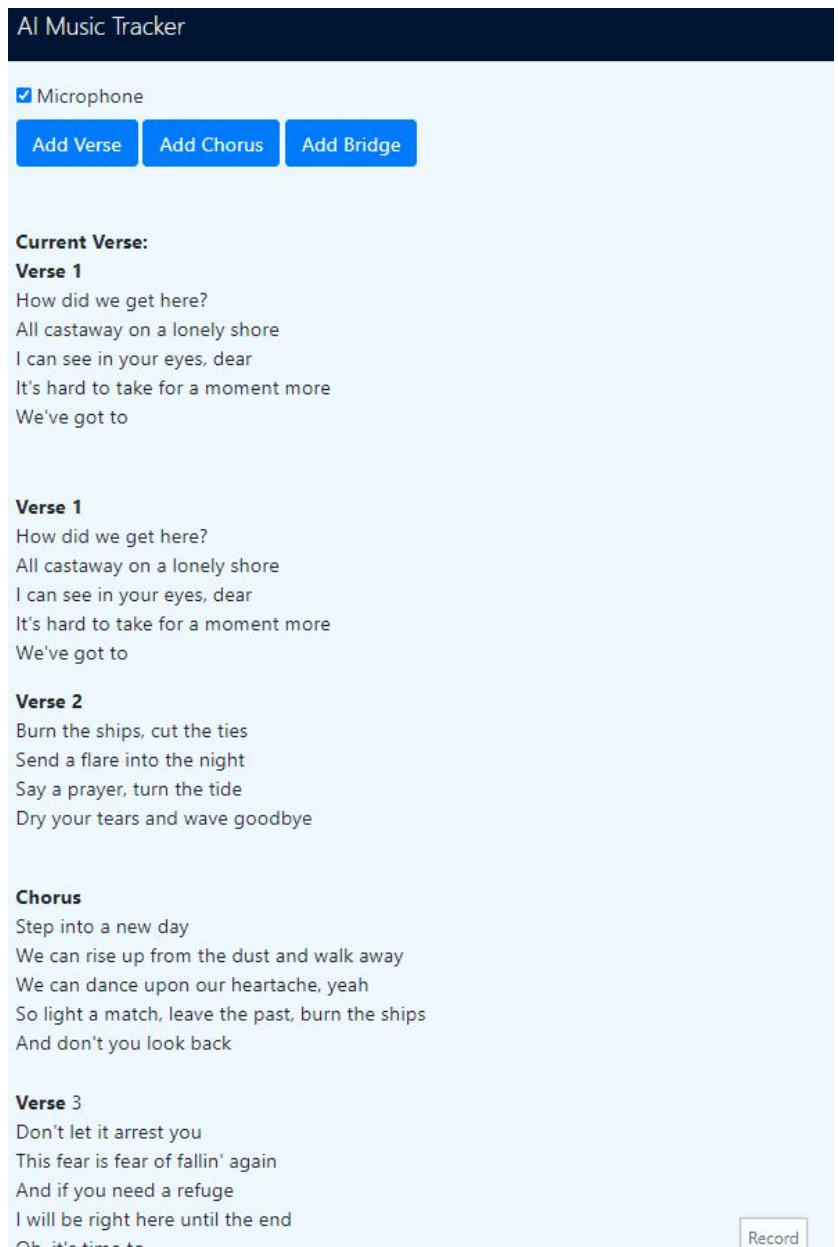 AI Music Tracker
Microphone
Add Verse Add Chorus Add Bridge
Current Verse:
Verse 1
How did we get here?
All castaway on a lonely shore
I can see in your eyes, dear
It's hard to take for a moment more
We've got to
Verse 1
How did we get here?
All castaway on a lonely shore
I can see in your eyes, dear
It's hard to take for a moment more
We've got to
Verse 2
Burn the ships, cut the ties
Send a flare into the night
Say a prayer, turn the tide
Dry your tears and wave goodbye
Chorus
Step into a new day
We can rise up from the dust and walk away
We can dance upon our heartache, yeah
So light a match, leave the past, burn the ships
And don't you look back
Verse 3
Don't let it arrest you
This fear is fear of fallin' again
And if you need a refuge
I will be right here until the end
Oh, it's time to
Record